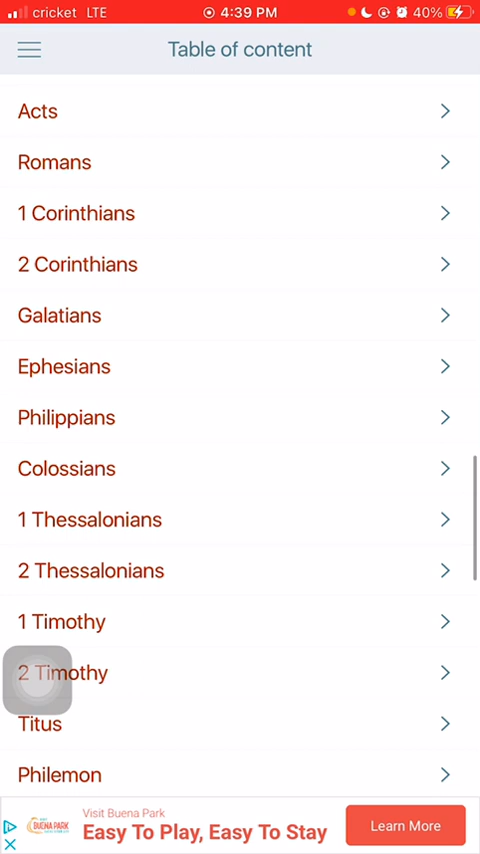 cricket LTE 4:39 PM 40%
Table of content
Acts
Romans
1 Corinthians
2 Corinthians
Galatians
Ephesians
Philippians
Colossians
1 Thessalonians
2 Thessalonians
1 Timothy
2 Timothy
Titus
Philemon
Visit Buena Park
BUENA PARK
Easy To Play, Easy To Stay
Learn More